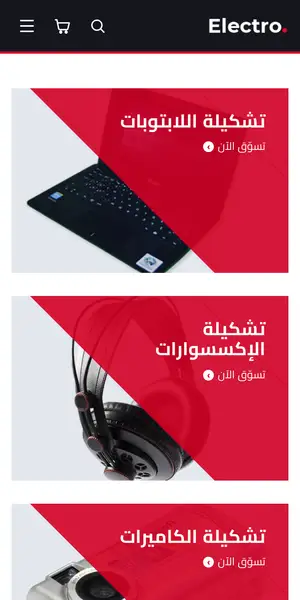 Electro.
تشكيلة اللابتوبات
تسوّق الآن
تشكيلة
الإكسسوارات
تسوّق الآن
تشكيلة الكاميرات
تسوّق الآن